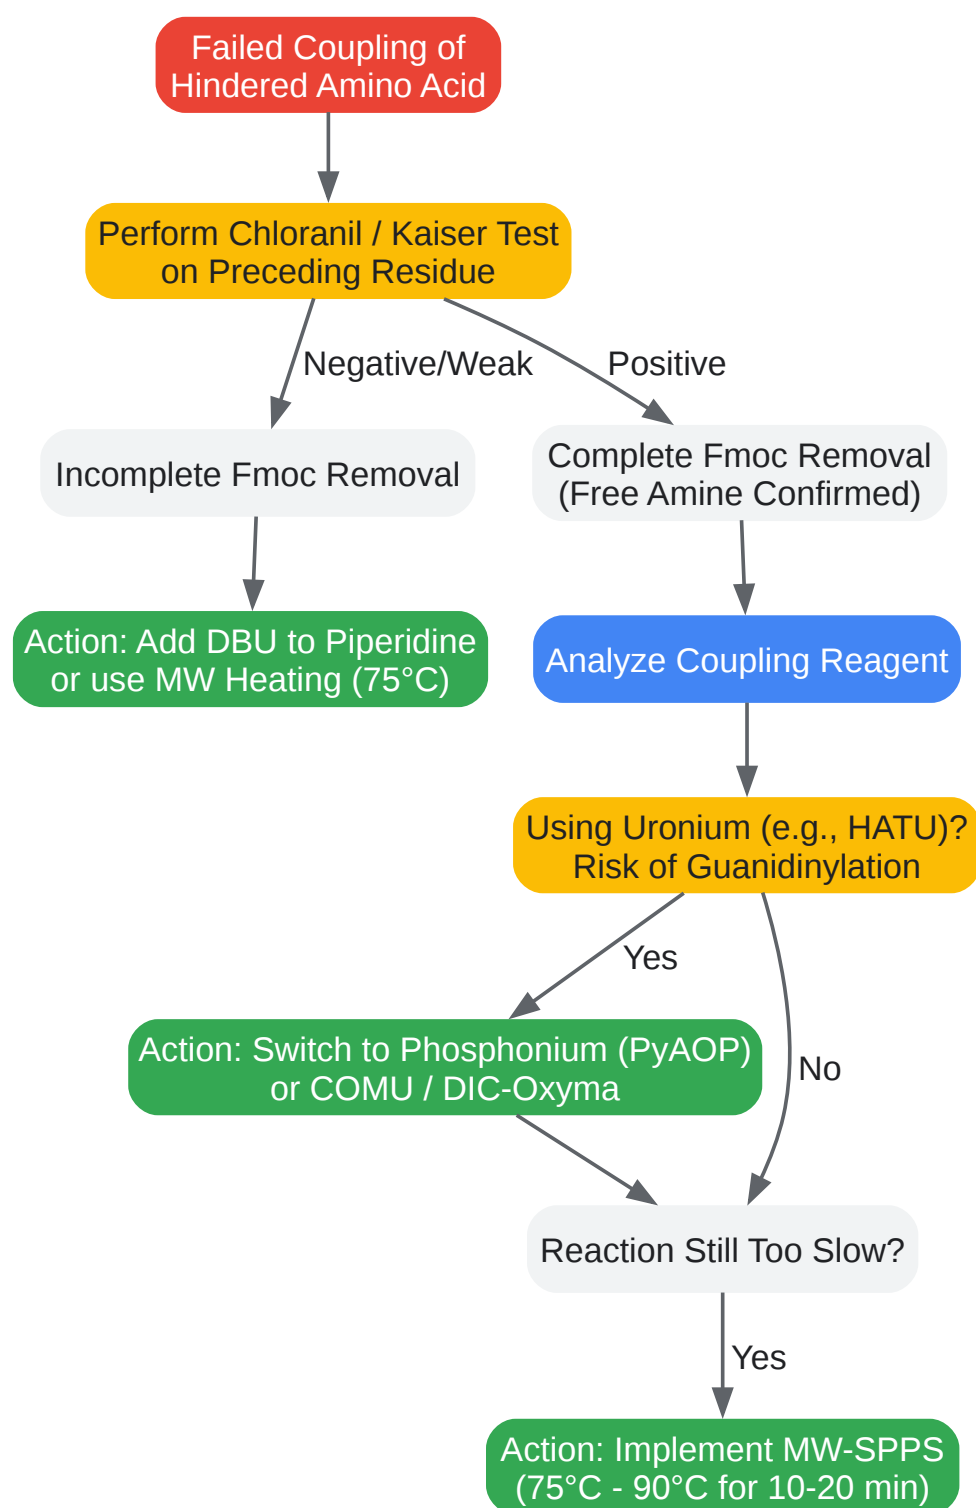 Failed Coupling of
Hindered Amino Acid
Perform Chloranil / Kaiser Test
on Preceding Residue
Negative/Weak
Positive
Incomplete Fmoc Removal
Complete Fmoc Removal
(Free Amine Confirmed)
Action: Add DBU to Piperidine
or use MW Heating (75°C)
Analyze Coupling Reagent
Using Uronium (e.g., HATU)?
Risk of Guanidinylation
Yes
Action: Switch to Phosphonium (PyAOP)
or COMU / DIC-Oxyma
No
Reaction Still Too Slow?
Yes
Action: Implement MW-SPPS
(75°C - 90°C for 10-20 min)